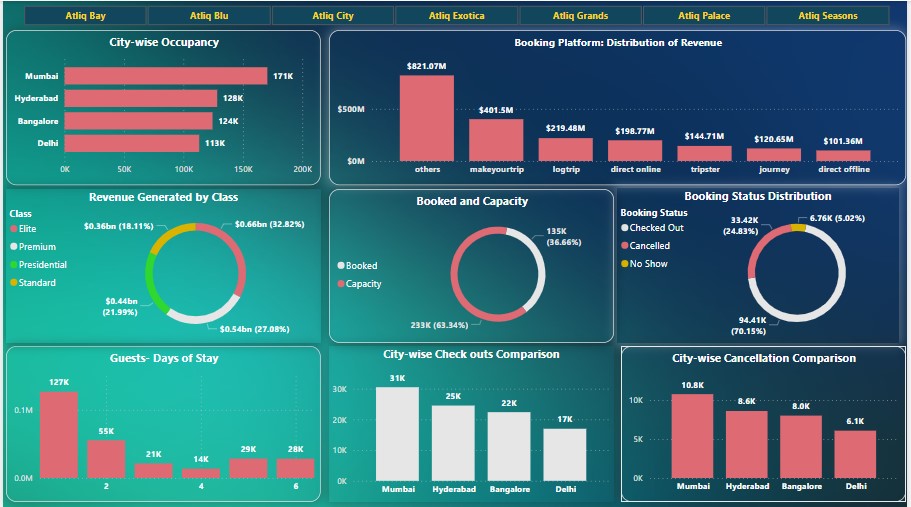 Atliq Bay
Atliq Blu
Atliq City
Atliq Exotica
Atliq Grands
Atliq Palace
Atliq Seasons
City-wise Occupancy
Mumbai
171K
Hyderabad
128K
Bangalore
124K
Delhi
113K
0K 50K 100K 150K 200K
Booking Platform: Distribution of Revenue
$500M
$0M
$821.07M
$401.5M
$219.48M
$198.77M
$144.71M
$120.65M
$101.36M
others makeyourtrip logtrip direct online tripster journey direct offline
Revenue Generated by Class
Class
Elite
Premium
Presidential
Standard
$0.36bn (18.11%)
$0.66bn (32.82%)
$0.44bn
(21.99%)
$0.54bn (27.08%)
Booked and Capacity
Booked
Capacity
135K
(36.66%)
233K (63.34%)
Booking Status Distribution
Booking Status
Checked Out
Cancelled
No Show
33.42K
(24.83%)
6.76K (5.02%)
94.41K
(70.15%)
Guests- Days of Stay
0.1M
0.0M
127K
55K
21K
14K
29K
28K
2 4 6
City-wise Check outs Comparison
30K
20K
10K
0K
31K
25K
22K
17K
Mumbai Hyderabad Bangalore Delhi
City-wise Cancellation Comparison
10K
5K
0K
10.8K
8.6K
8.0K
6.1K
Mumbai Hyderabad Bangalore Delhi